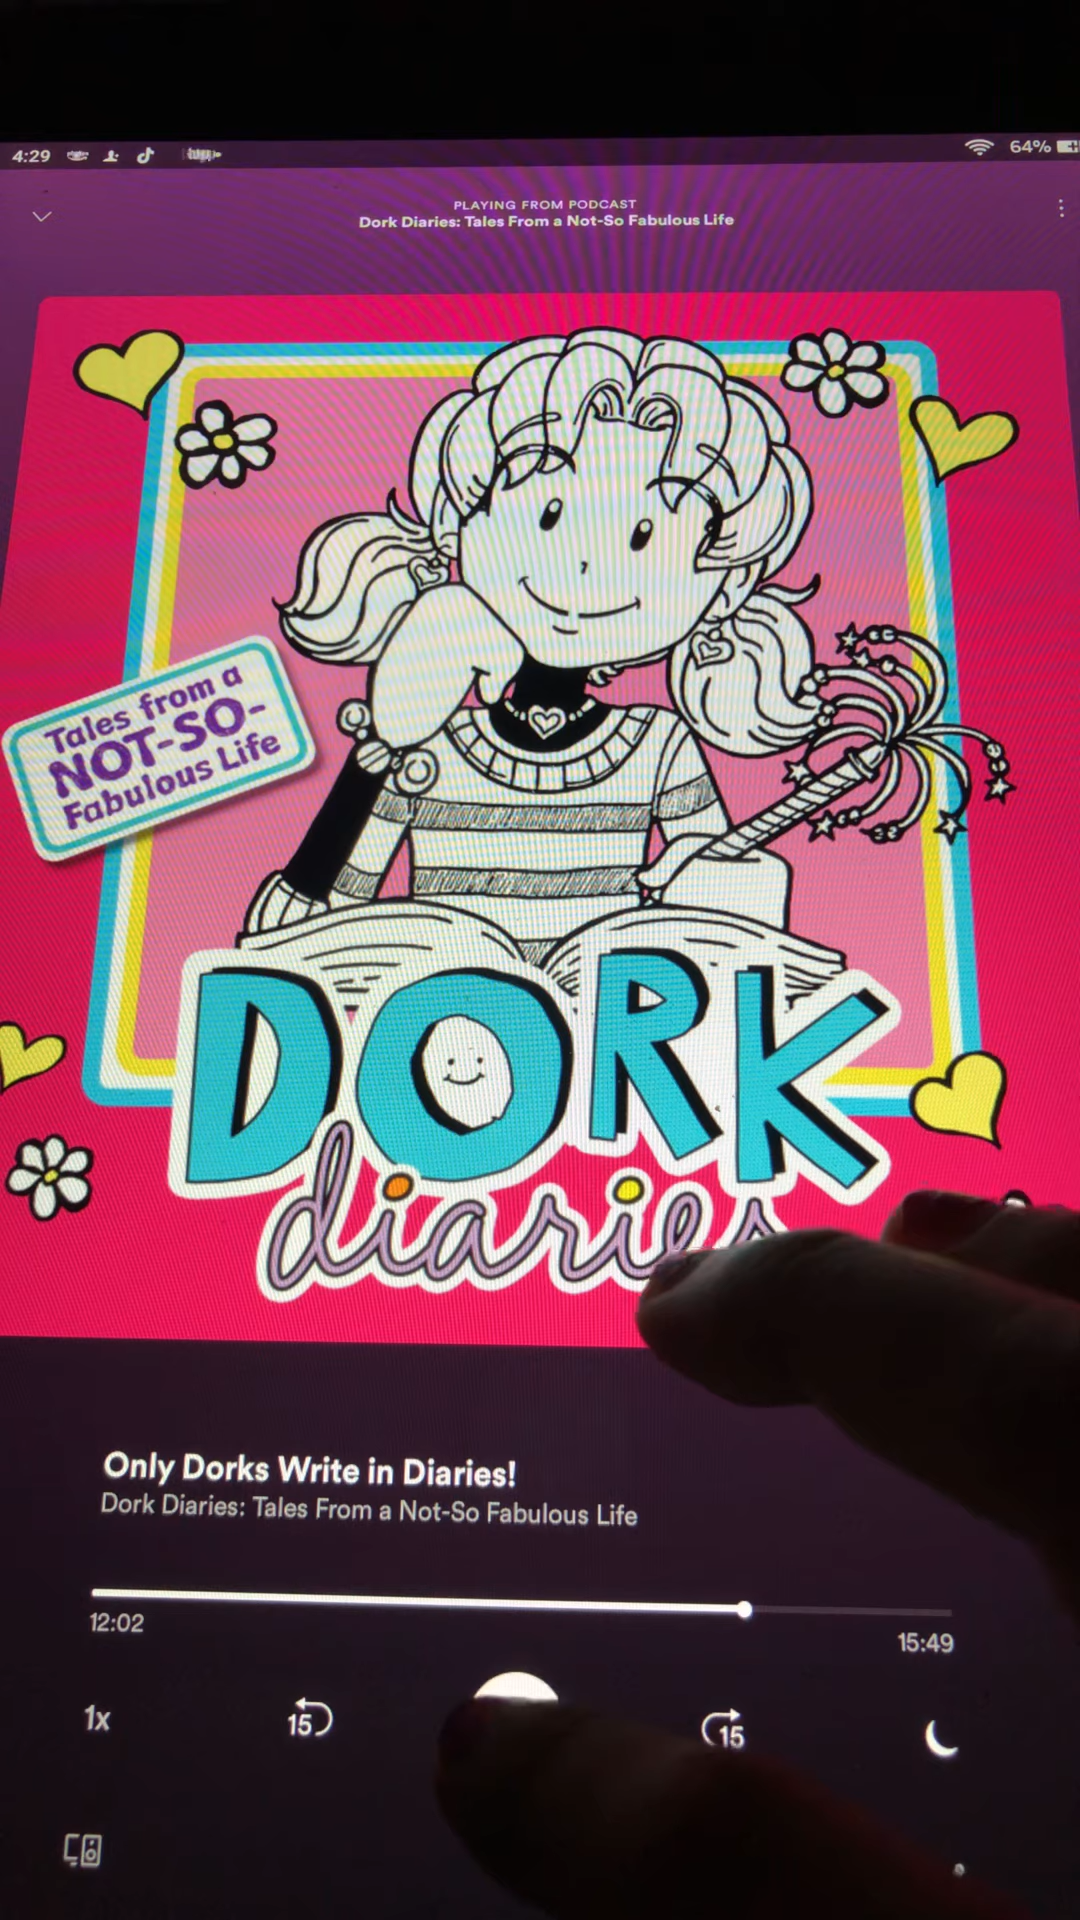 4:29
64%
PLAYING FROM PODCAST
Dork Diaries: Tales From a Not-So Fabulous Life
Tales from a
NOT-SO-
Fabulous Life
DORK
diaries
Only Dorks Write in Diaries!
Dork Diaries: Tales From a Not-So Fabulous Life
12:02
15:49
1x
15
15